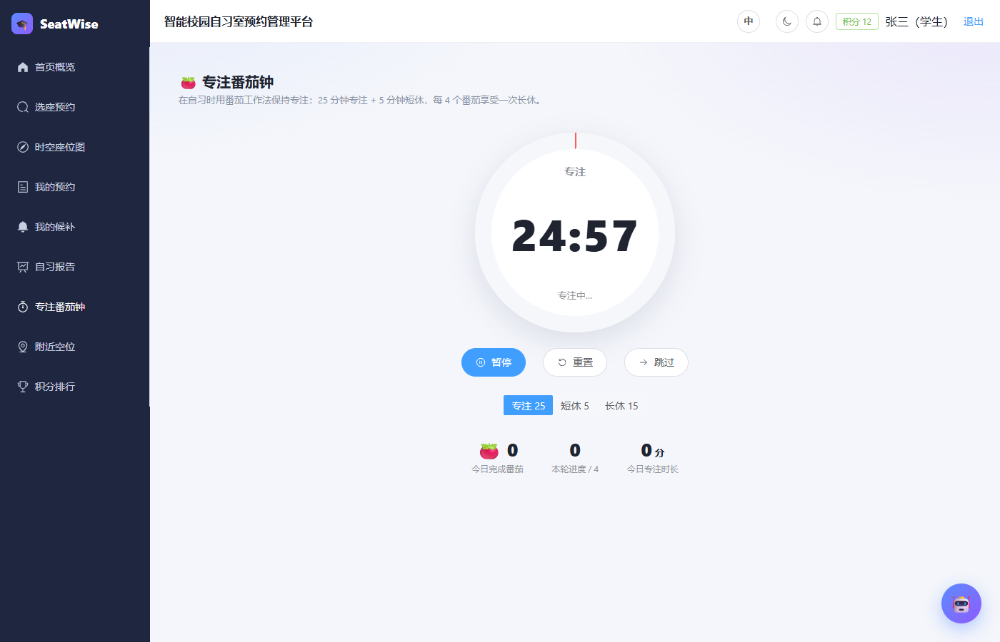 SeatWise
智能校园自习室预约管理平台
中
积分 12
张三（学生）
退出
首页概览
选座预约
时空座位图
我的预约
我的候补
自习报告
专注番茄钟
附近空位
积分排行
专注番茄钟
在自习时用番茄工作法保持专注：25 分钟专注 + 5 分钟短休，每 4 个番茄享受一次长休。
专注
24:57
专注中...
暂停
重置
跳过
专注 25
短休 5
长休 15
0
今日完成番茄
0
本轮进度 / 4
0 分
今日专注时长